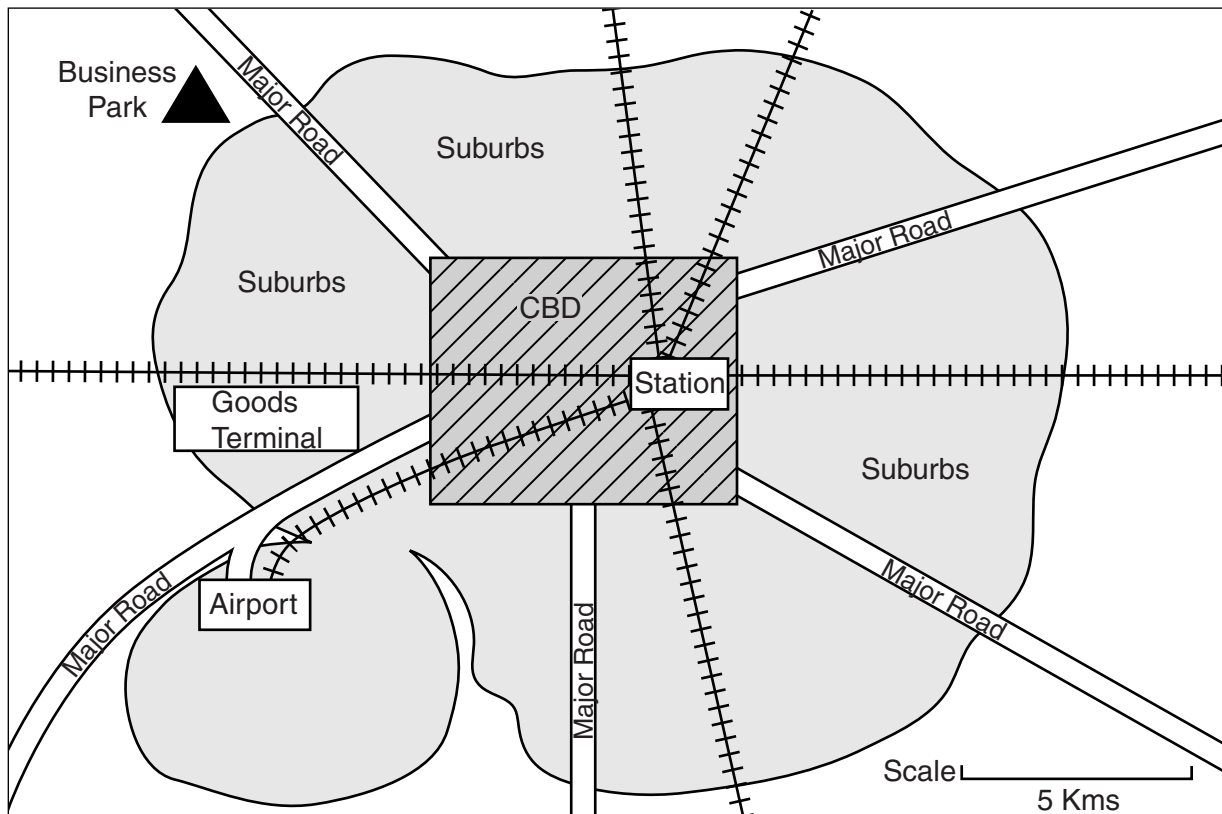 Business
Park
Major Road
Suburbs
Major Road
Suburbs
CBD
Station
Goods
Terminal
Suburbs
Major Road
Airport
Major Road
Major Road
Scale
5 Kms